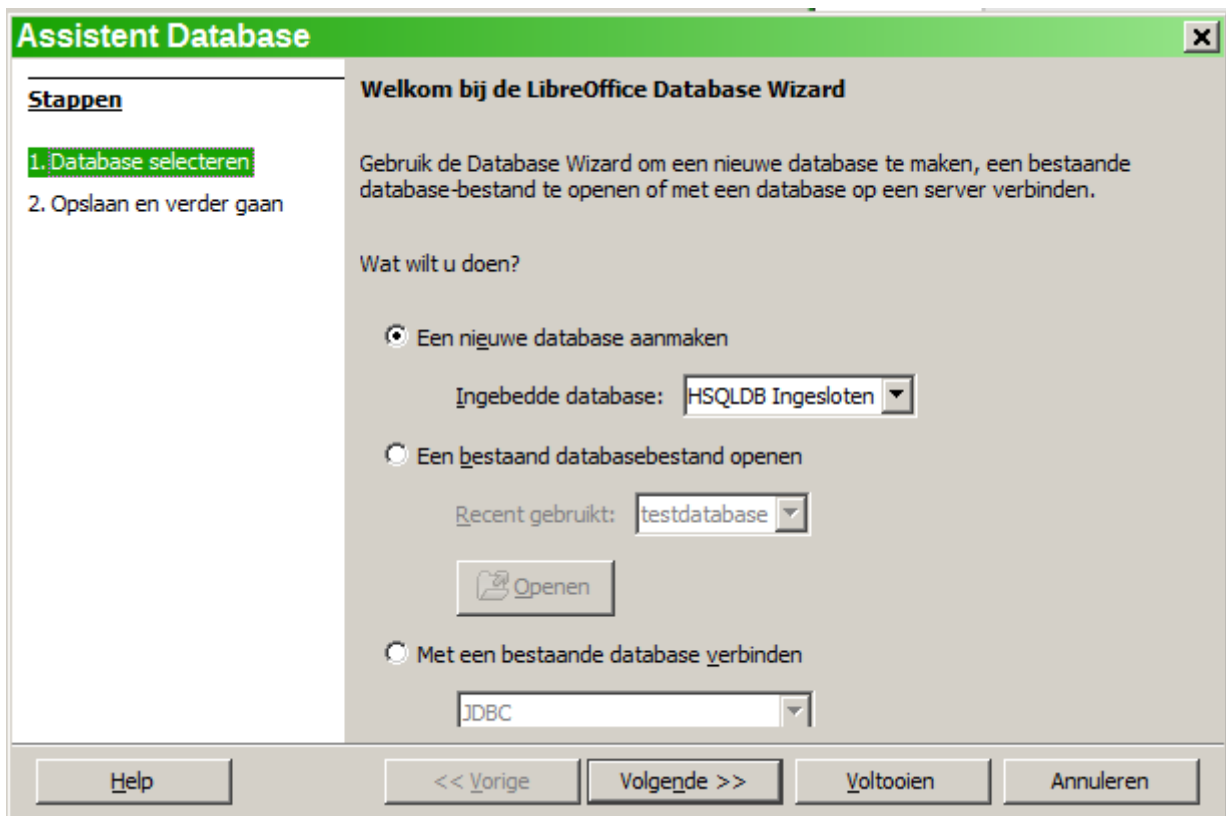 Assistent Database
Stappen
1. Database selecteren
2. Opslaan en verder gaan
Welkom bij de LibreOffice Database Wizard
Gebruik de Database Wizard om een nieuwe database te maken, een bestaande
database-bestand te openen of met een database op een server verbinden.
Wat wilt u doen?
Een nieuwe database aanmaken
Ingebedde database: HSQLDB Ingesloten
Een bestaand databasebestand openen
Recent gebruikt: testdatabase
Openen
Met een bestaande database verbinden
JDBC
Help << Vorige Volgende >> Voltooien Annuleren